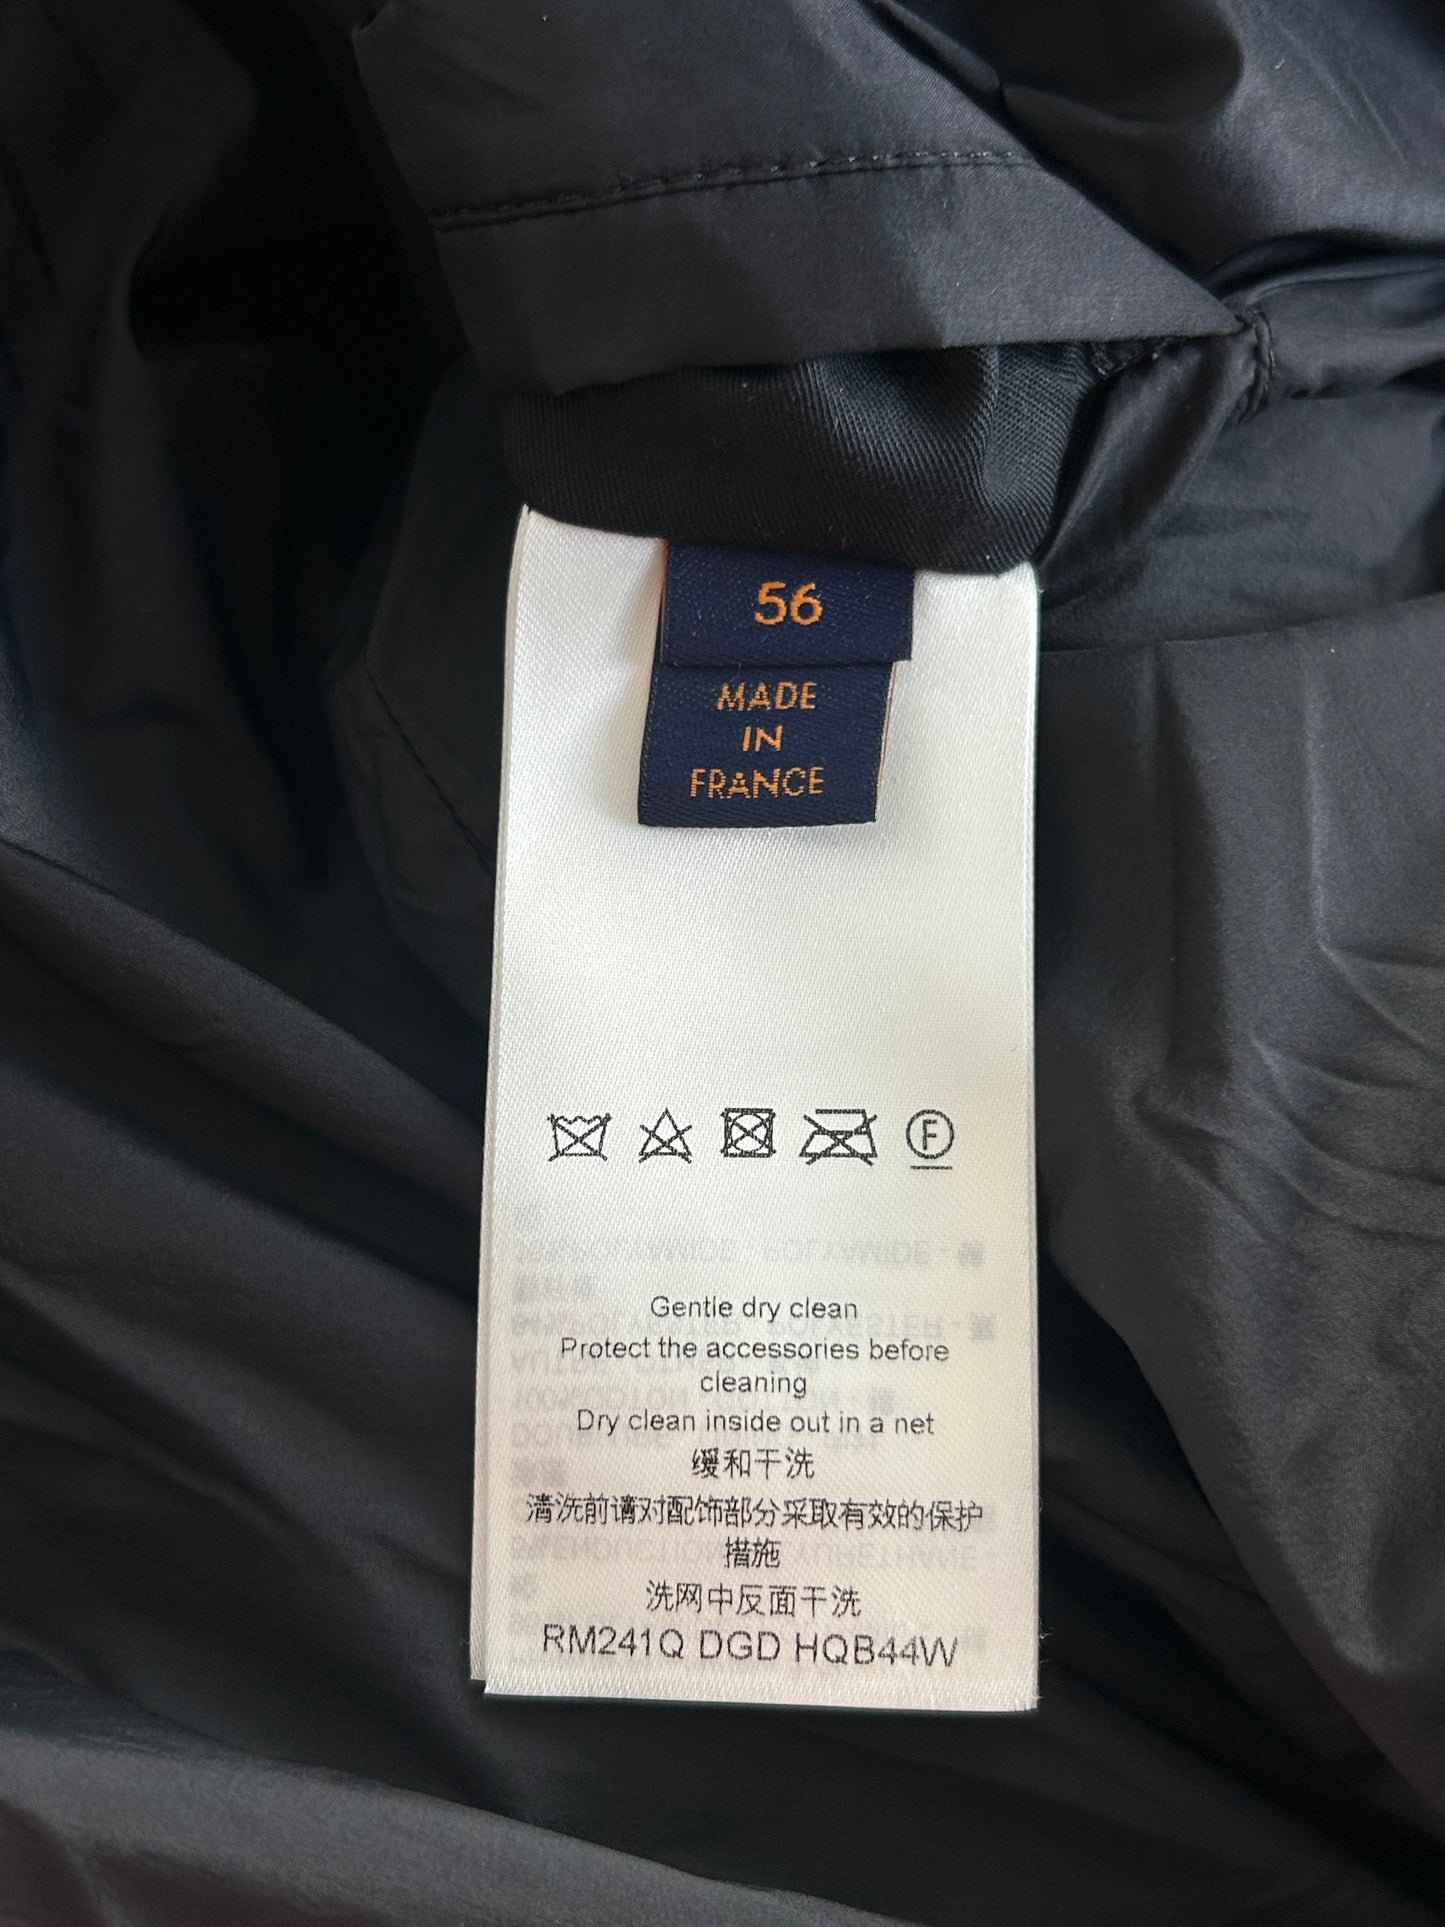 56
MADE
IN
FRANCE
F
Gentle dry clean
Protect the accessories before
cleaning
Dry clean inside out in a net
缓和干洗
清洗前请对配饰部分采取有效的保护
措施
洗网中反面干洗
RM241Q DGD HQB44W